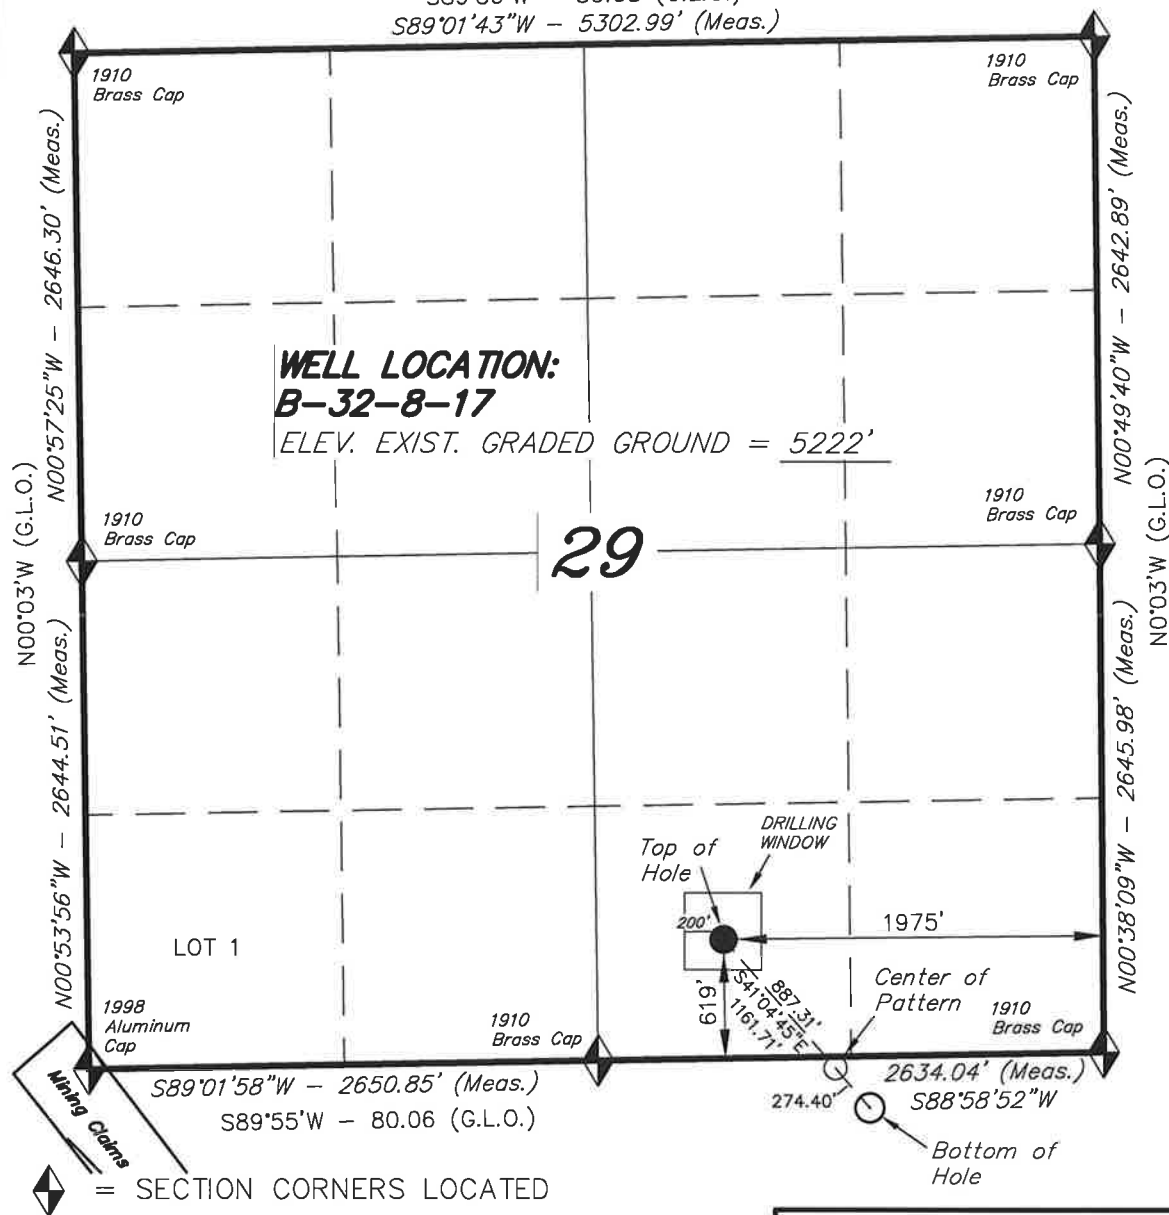 S89°01'43"W – 5302.99' (Meas.)
1910
Brass Cap
1910
Brass Cap
N00°57'25"W – 2646.30' (Meas.)
N00°49'40"W – 2642.89' (Meas.)
WELL LOCATION:
B-32-8-17
ELEV. EXIST. GRADED GROUND = 5222'
N00°03'W (G.L.O.)
N0°03'W (G.L.O.)
1910
Brass Cap
1910
Brass Cap
29
N00°53'56"W – 2644.51' (Meas.)
N00°38'09"W – 2645.98' (Meas.)
DRILLING
WINDOW
Top of
Hole
200'
1975'
LOT 1
619'
887.31'
S41°04'45"E
1161.71'
Center of
Pattern
1998
Aluminum
Cap
1910
Brass Cap
1910
Brass Cap
Mining Claims
S89°01'58"W – 2650.85' (Meas.)
S89°55'W – 80.06 (G.L.O.)
2634.04' (Meas.)
S88°58'52"W
274.40'
Bottom of
Hole
= SECTION CORNERS LOCATED